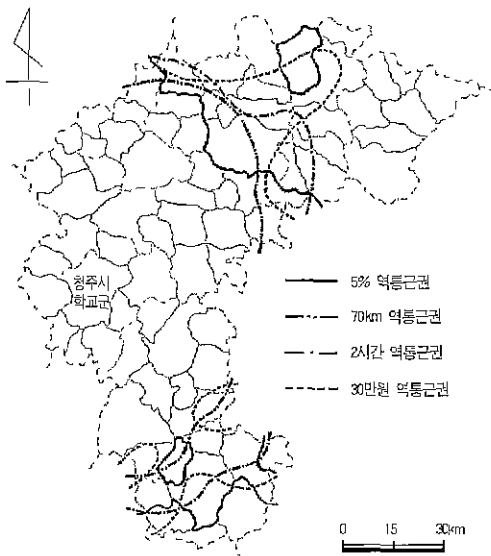 청주시
학교군
5% 역통근권
70km 역통근권
2시간 역통근권
30만원 역통근권
0 15 30km